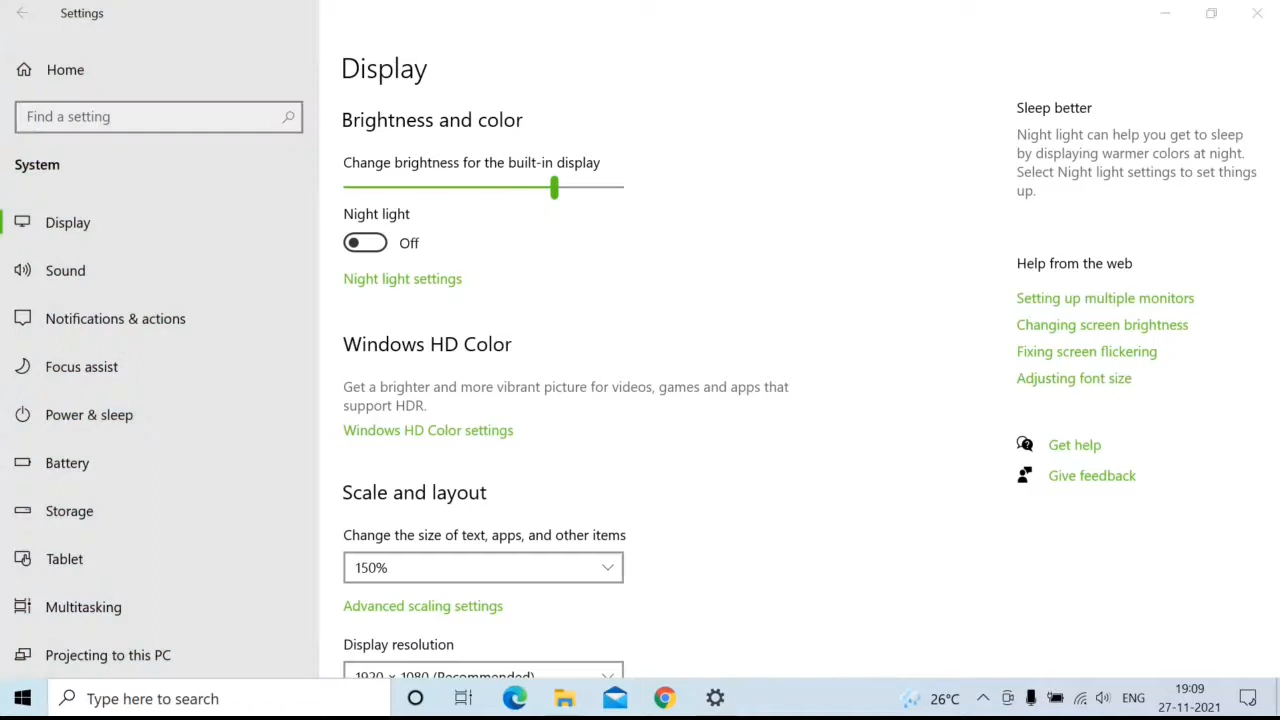 Settings
Home
Find a setting
System
Display
Sound
Notifications & actions
Focus assist
Power & sleep
Battery
Storage
Tablet
Multitasking
Projecting to this PC
Display
Brightness and color
Change brightness for the built-in display
Night light
Off
Night light settings
Windows HD Color
Get a brighter and more vibrant picture for videos, games and apps that
support HDR.
Windows HD Color settings
Scale and layout
Change the size of text, apps, and other items
150%
Advanced scaling settings
Display resolution
1920 × 1080 (Recommended)
Sleep better
Night light can help you get to sleep
by displaying warmer colors at night.
Select Night light settings to set things
up.
Help from the web
Setting up multiple monitors
Changing screen brightness
Fixing screen flickering
Adjusting font size
Get help
Give feedback
Type here to search
26°C
ENG
19:09
27-11-2021